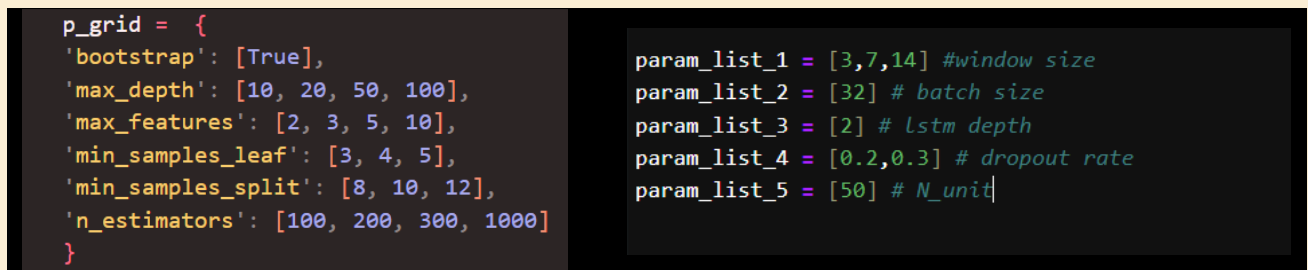 p_grid = {
'bootstrap': [True],
'max_depth': [10, 20, 50, 100],
'max_features': [2, 3, 5, 10],
'min_samples_leaf': [3, 4, 5],
'min_samples_split': [8, 10, 12],
'n_estimators': [100, 200, 300, 1000]
}
param_list_1 = [3,7,14] #window size
param_list_2 = [32] # batch size
param_list_3 = [2] # lstm depth
param_list_4 = [0.2,0.3] # dropout rate
param_list_5 = [50] # N_unit